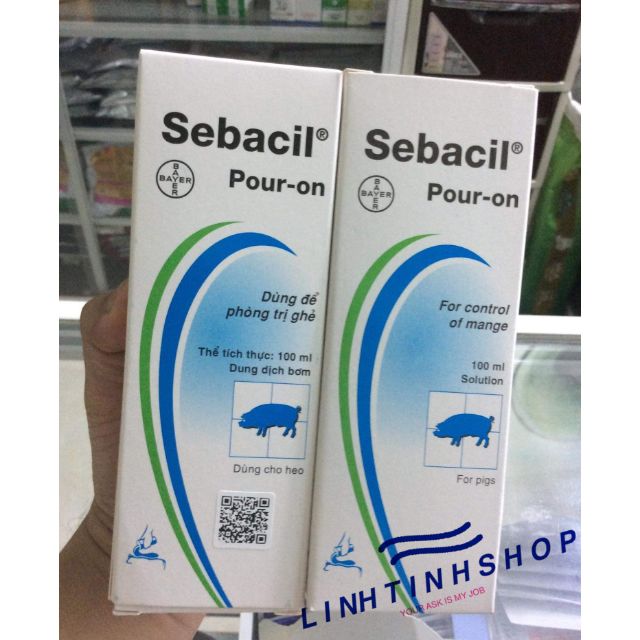 Sebacil®
BAYER
BAYER
Pour-on
Dùng để
phòng trị ghẻ
Thể tích thực: 100 ml
Dung dịch bơm
Dùng cho heo
Sebacil®
BAYER
BAYER
Pour-on
For control
of mange
100 ml
Solution
For pigs
LINHTINHSHOP
YOUR ASK IS MY JOB